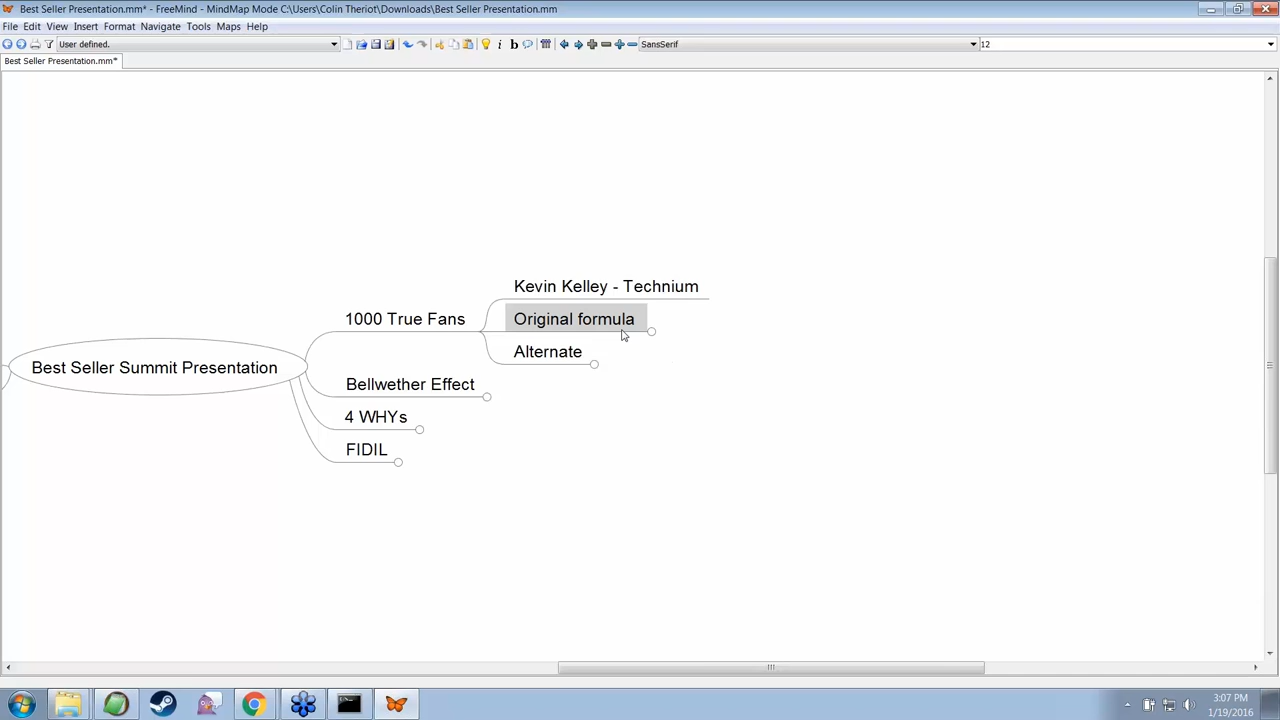 Best Seller Presentation.mm* - FreeMind - MindMap Mode C:\Users\Colin Theriot\Downloads\Best Seller Presentation.mm
File Edit View Insert Format Navigate Tools Maps Help
User defined. i b SansSerif 12
Best Seller Presentation.mm*
Kevin Kelley - Technium
1000 True Fans
Original formula
Alternate
Best Seller Summit Presentation
Bellwether Effect
4 WHYs
FIDIL
3:07 PM
1/19/2016